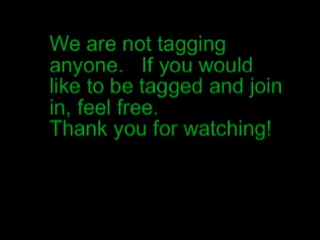 We are not tagging
anyone.  If you would
like to be tagged and join
in, feel free.
Thank you for watching!